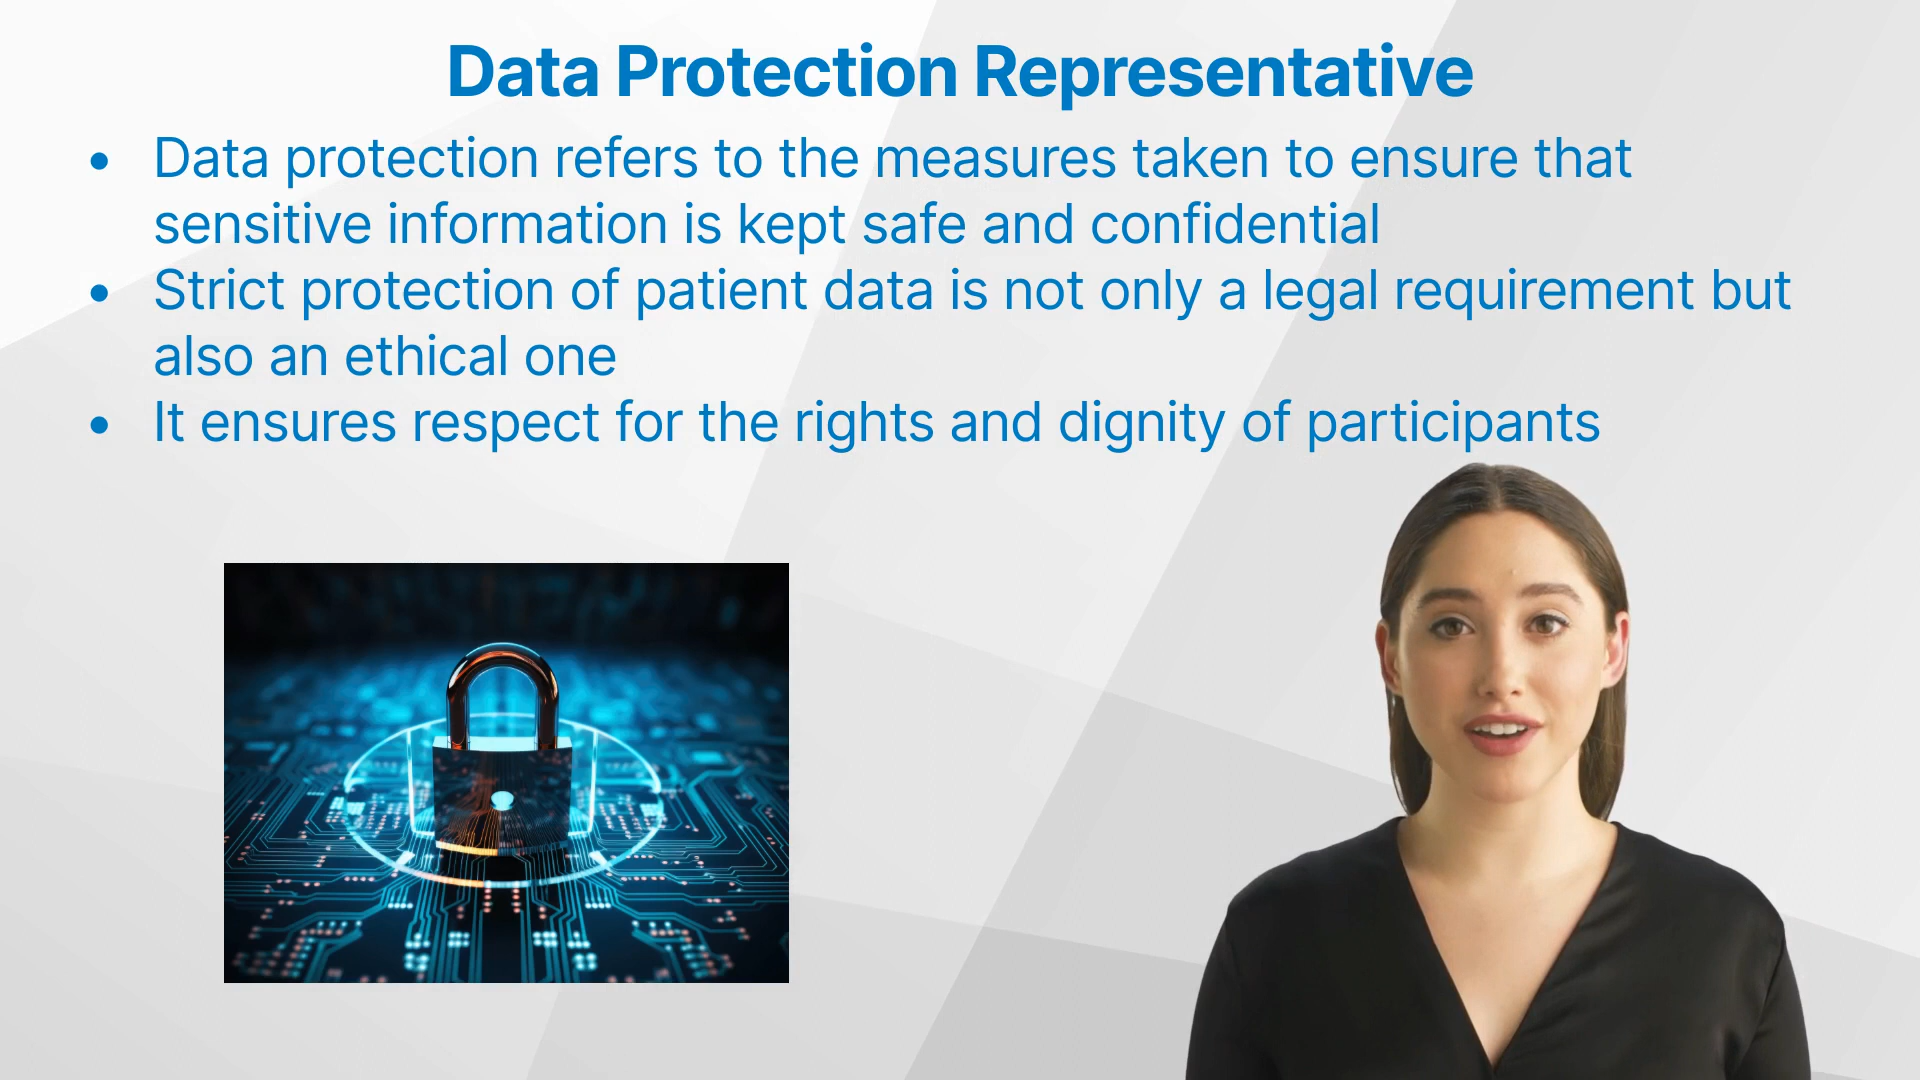 Data Protection Representative
• Data protection refers to the measures taken to ensure that
sensitive information is kept safe and confidential
• Strict protection of patient data is not only a legal requirement but
also an ethical one
• It ensures respect for the rights and dignity of participants